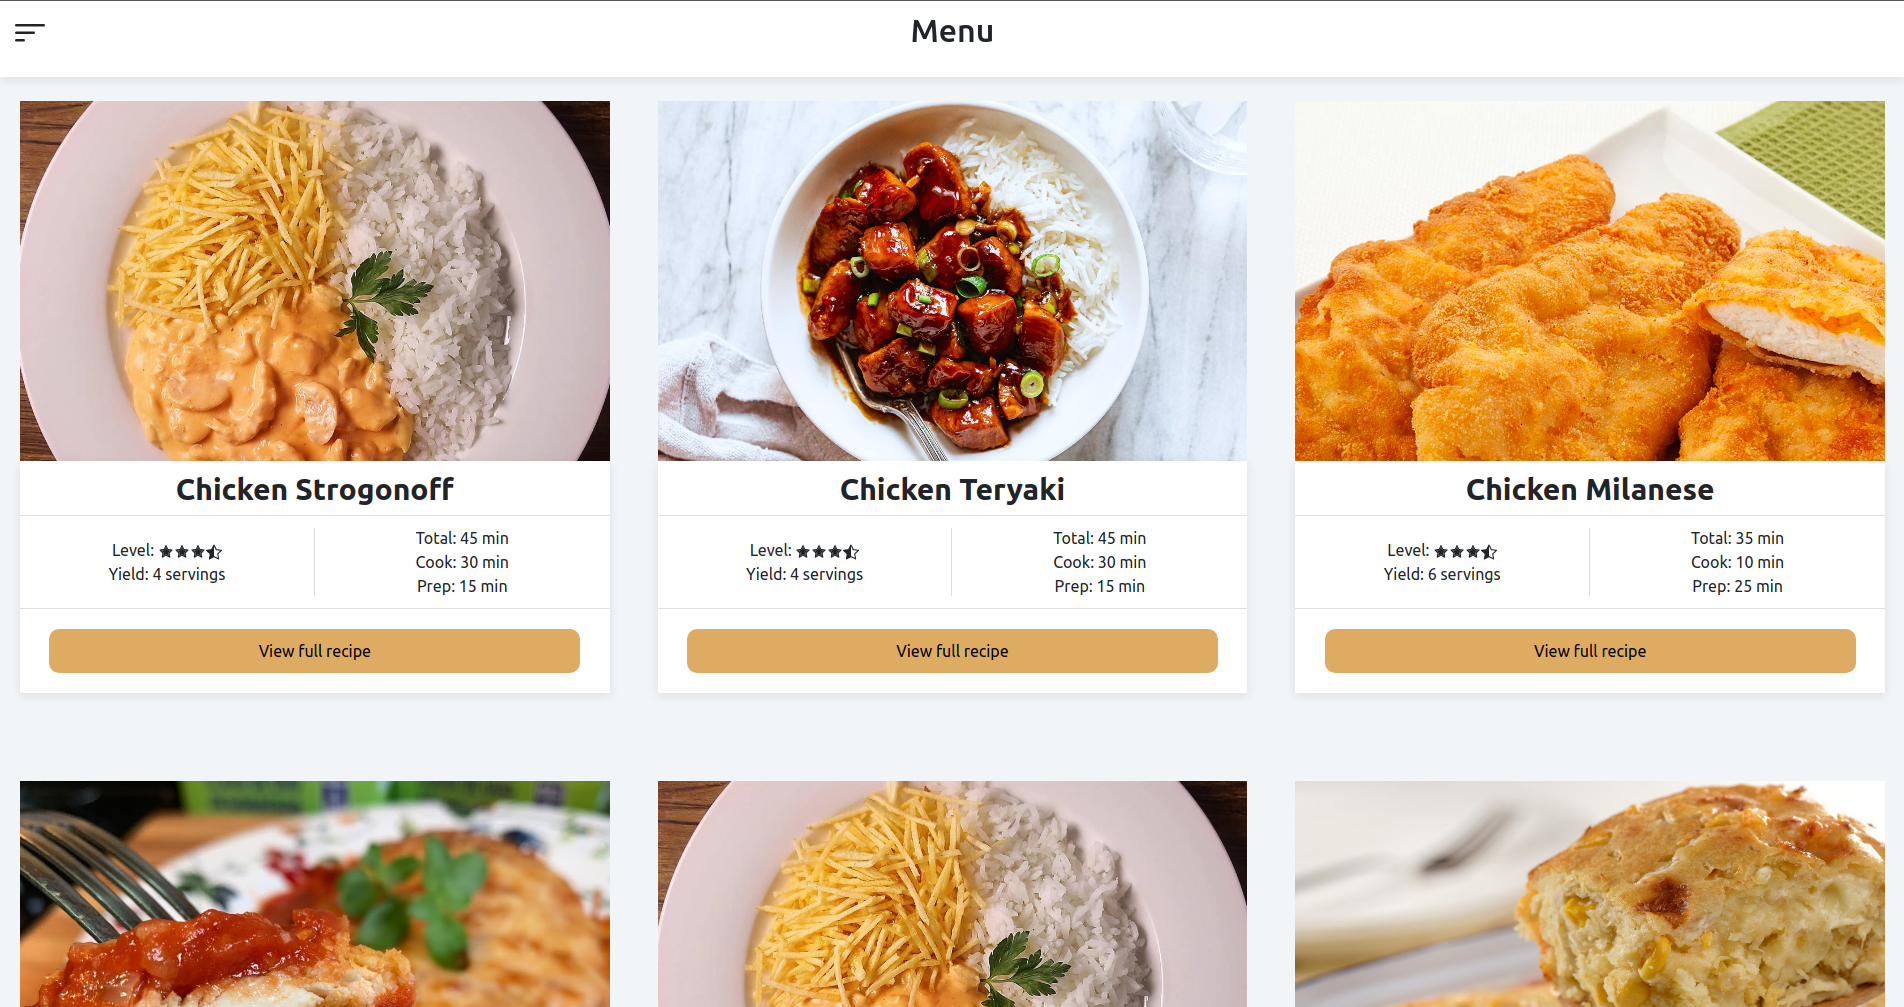 Menu
Chicken Strogonoff
Level:
Yield: 4 servings
Total: 45 min
Cook: 30 min
Prep: 15 min
View full recipe
Chicken Teryaki
Level:
Yield: 4 servings
Total: 45 min
Cook: 30 min
Prep: 15 min
View full recipe
Chicken Milanese
Level:
Yield: 6 servings
Total: 35 min
Cook: 10 min
Prep: 25 min
View full recipe